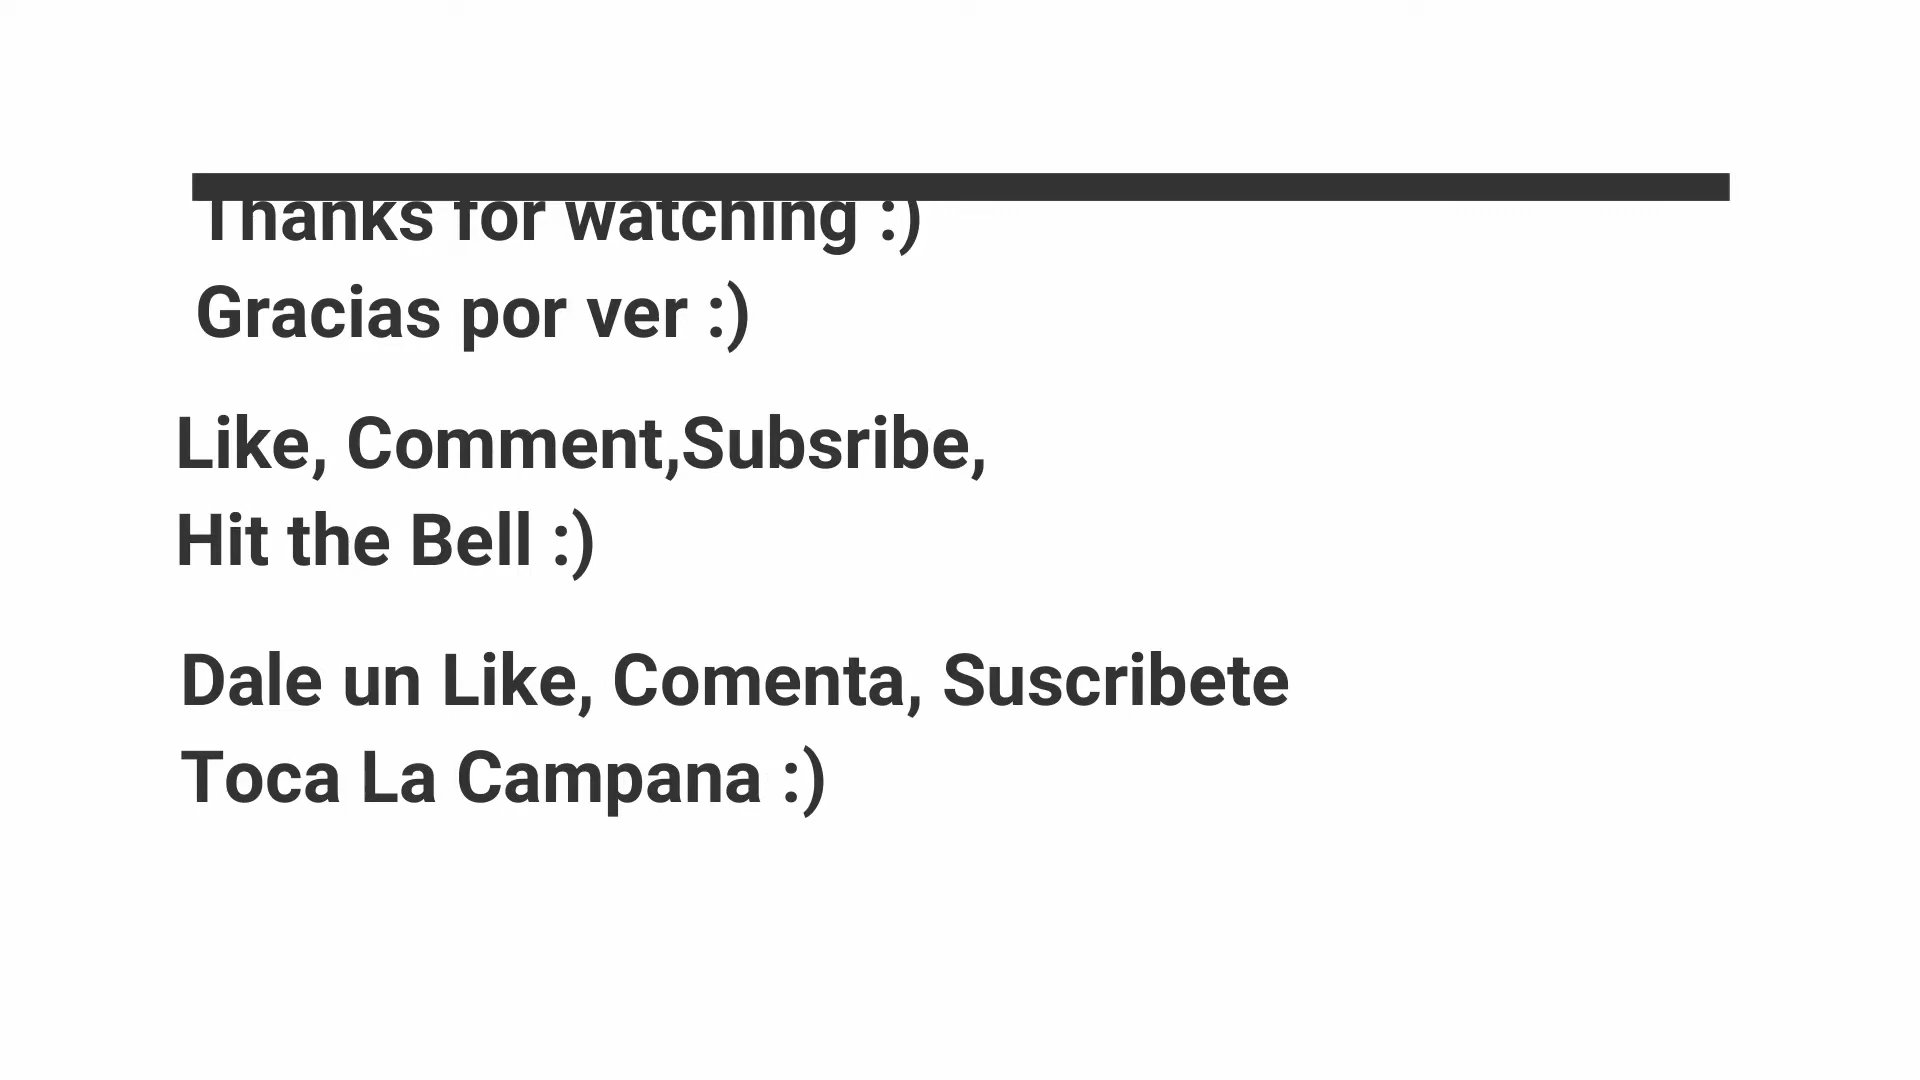 Thanks for watching :)
Gracias por ver :)
Like, Comment,Subsribe,
Hit the Bell :)
Dale un Like, Comenta, Suscribete
Toca La Campana :)